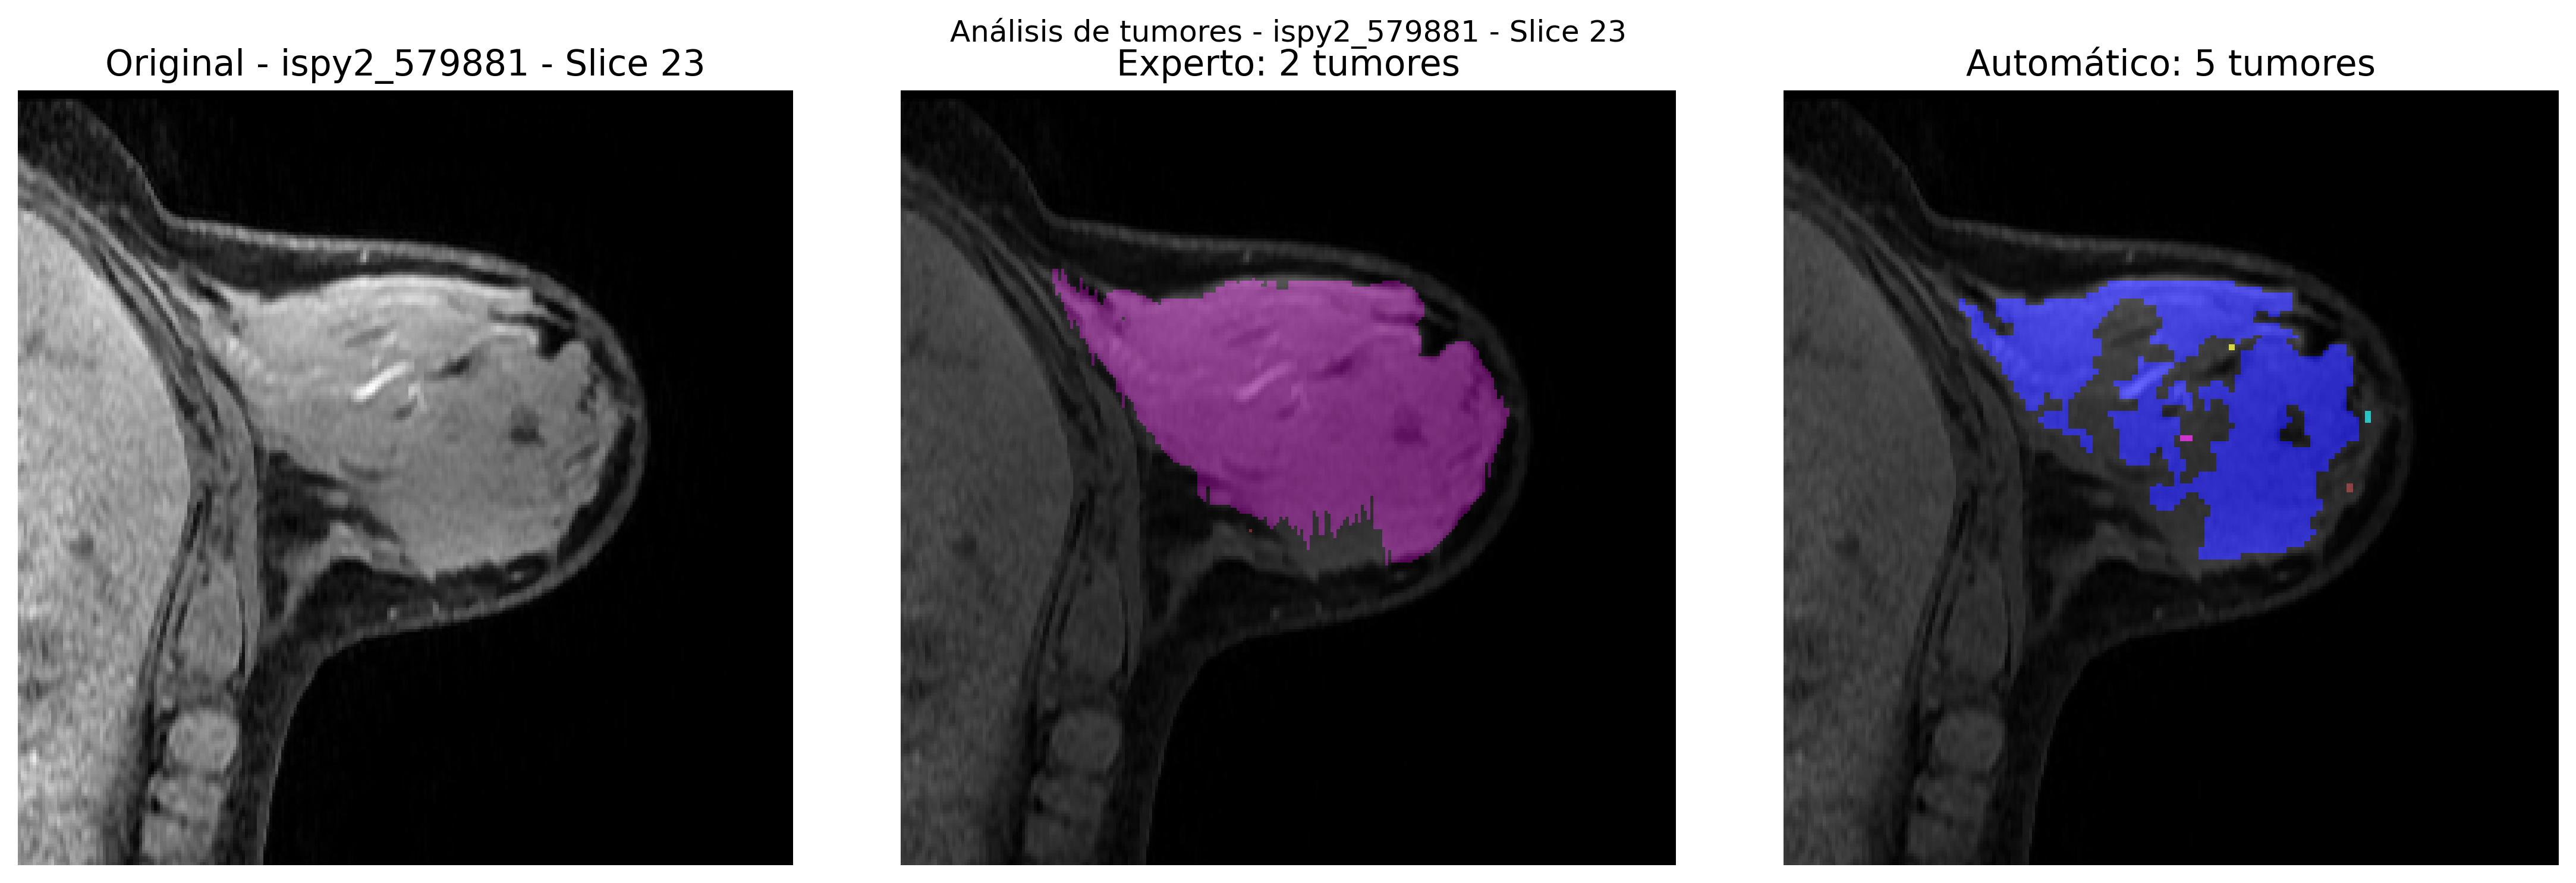 Análisis de tumores - ispy2_579881 - Slice 23
Original - ispy2_579881 - Slice 23
Experto: 2 tumores
Automático: 5 tumores